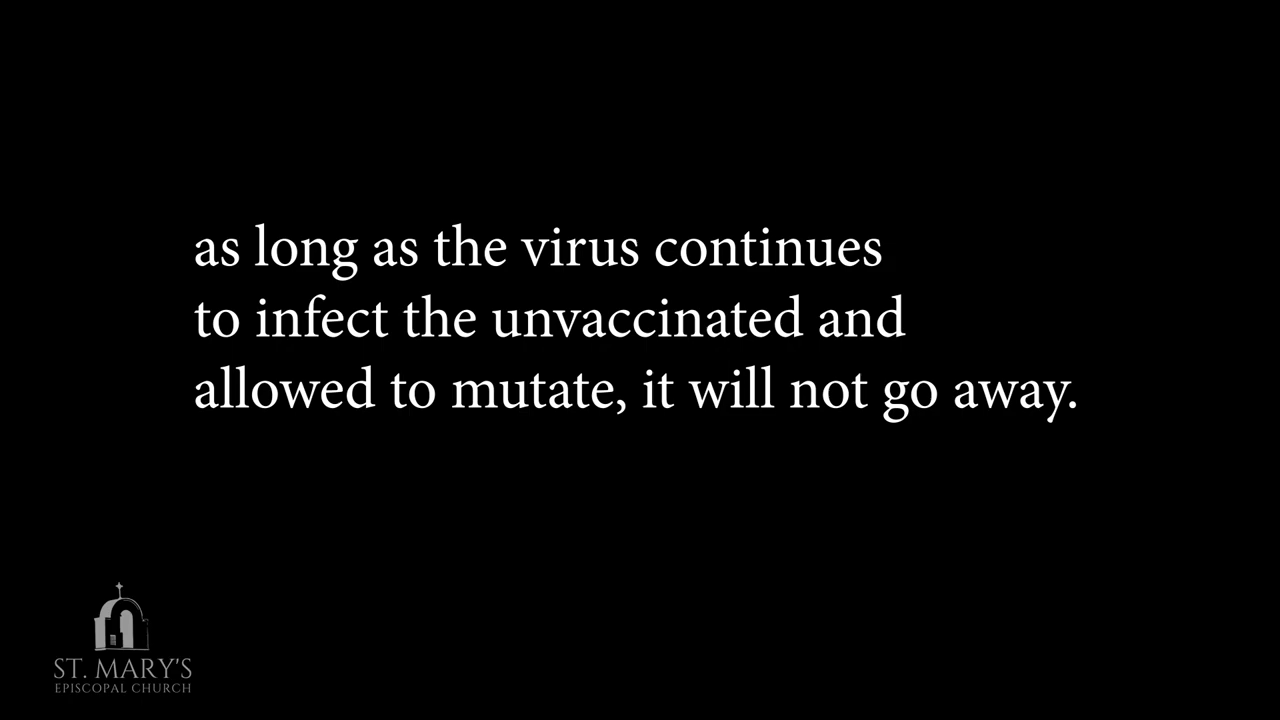 as long as the virus continues
to infect the unvaccinated and
allowed to mutate, it will not go away.
ST. MARY'S
EPISCOPAL CHURCH